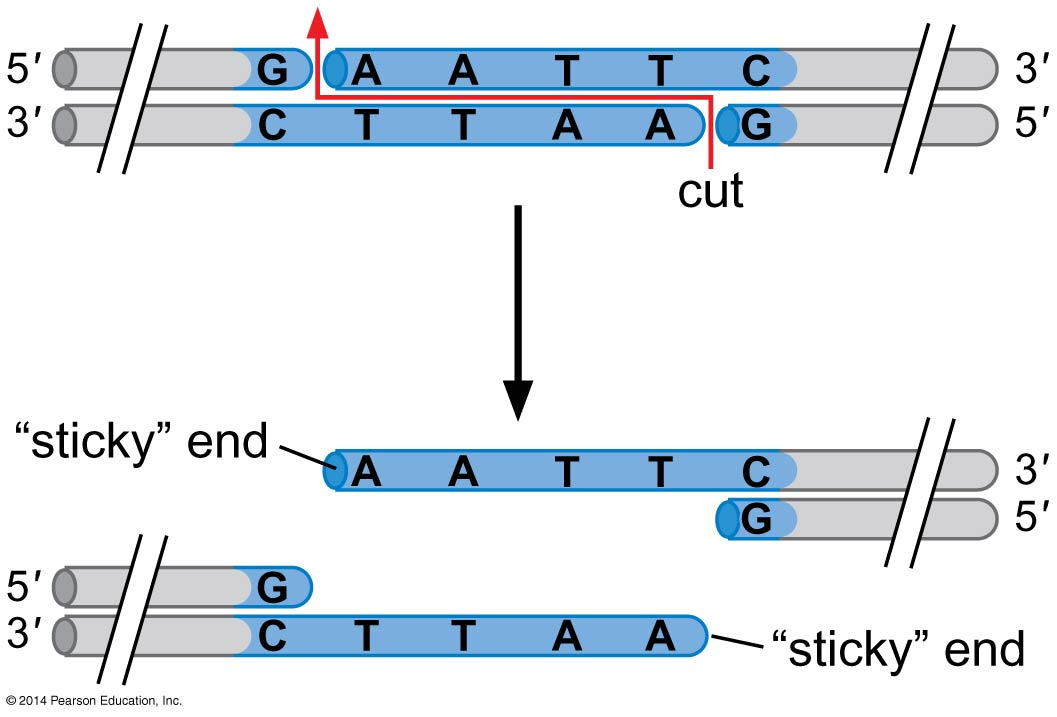 5′ G A A T T C 3′
3′ C T T A A G 5′
cut
“sticky” end
A A T T C 3′
G 5′
5′ G
3′ C T T A A
“sticky” end
© 2014 Pearson Education, Inc.